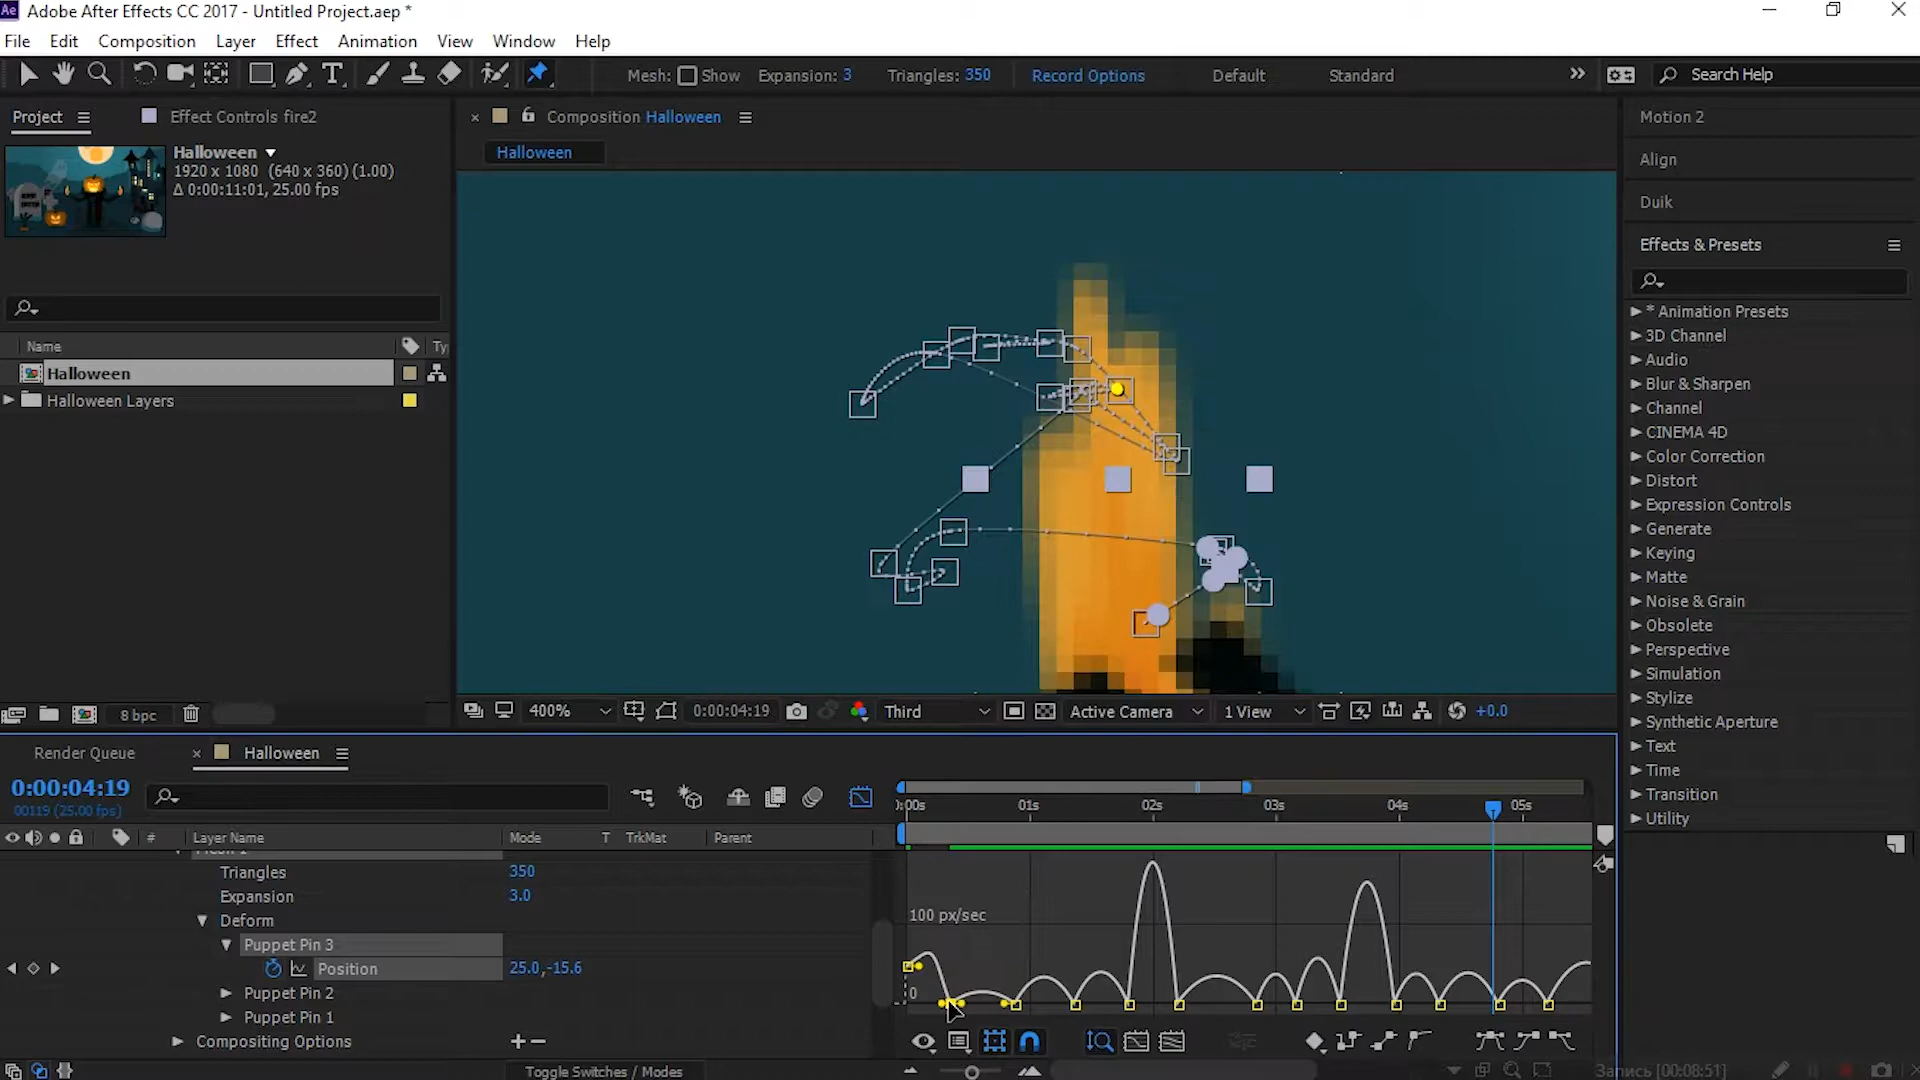 Ae Adobe After Effects CC 2017 - Untitled Project.aep *
File Edit Composition Layer Effect Animation View Window Help
Mesh: Show Expansion: 3 Triangles: 350 Record Options Default Standard Search Help
Project Effect Controls fire2
Halloween
1920 x 1080 (640 x 360) (1.00)
Δ 0:00:11:01, 25.00 fps
Name Ty
Halloween
Halloween Layers
8 bpc
Composition Halloween
Halloween
400% 0:00:04:19 Third Active Camera 1 View +0.0
Motion 2
Align
Duik
Effects & Presets
* Animation Presets
3D Channel
Audio
Blur & Sharpen
Channel
CINEMA 4D
Color Correction
Distort
Expression Controls
Generate
Keying
Matte
Noise & Grain
Obsolete
Perspective
Simulation
Stylize
Synthetic Aperture
Text
Time
Transition
Utility
Render Queue Halloween
0:00:04:19
00119 (25.00 fps)
# Layer Name Mode T TrkMat Parent
Triangles 350
Expansion 3.0
Deform
Puppet Pin 3
Position 25.0,-15.6
Puppet Pin 2
Puppet Pin 1
Compositing Options
Toggle Switches / Modes
:00s 01s 02s 03s 04s 05s
100 px/sec
0
Запись [00:08:51]